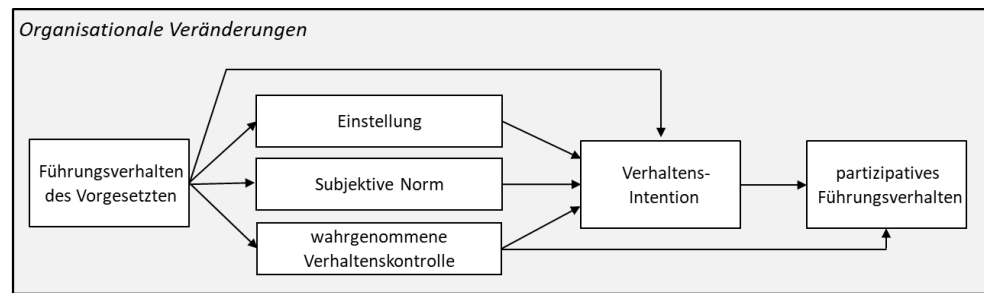 Organisationale Veränderungen
Führungsverhalten
des Vorgesetzten
Einstellung
Subjektive Norm
wahrgenommene
Verhaltenskontrolle
Verhaltens-
Intention
partizipatives
Führungsverhalten